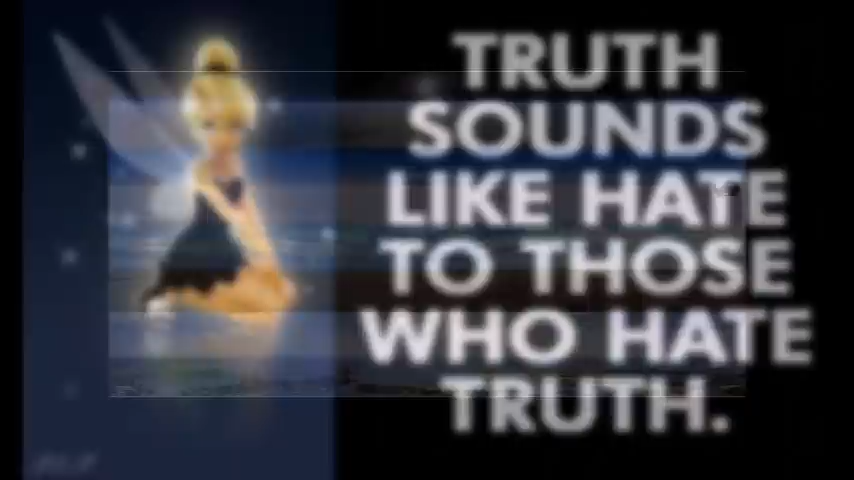 TRUTH
SOUNDS
LIKE HATE
TO THOSE
WHO HATE
TRUTH.